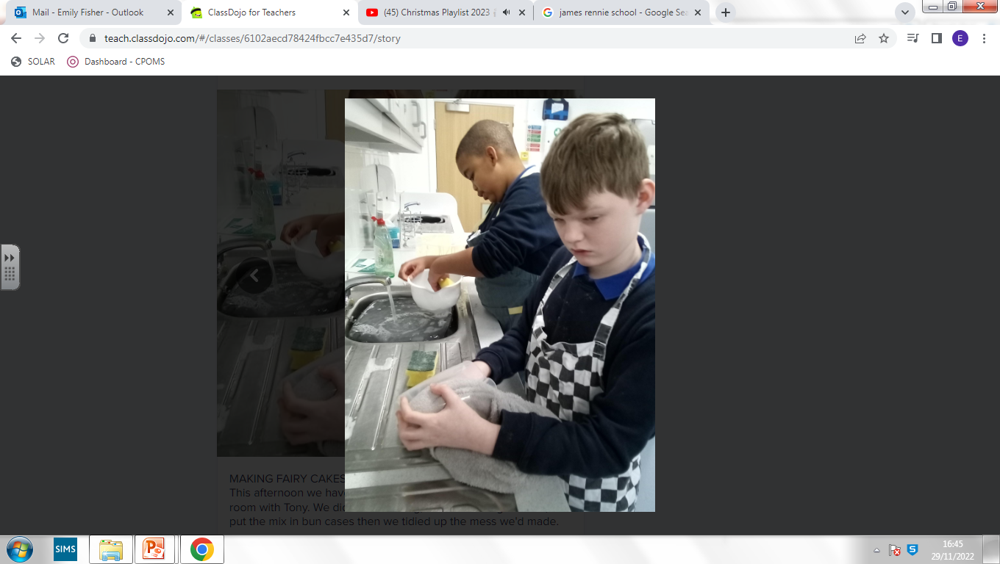 Mail - Emily Fisher - Outlook
ClassDojo for Teachers
(45) Christmas Playlist 2023
james rennie school - Google Sea
teach.classdojo.com/#/classes/6102aecd78424fbcc7e435d7/story
E
SOLAR
Dashboard - CPOMS
MAKING FAIRY CAKES
This afternoon we hav
room with Tony. We did
put the mix in bun cases then we tidied up the mess we'd made.
SIMS
16:45
29/11/2022